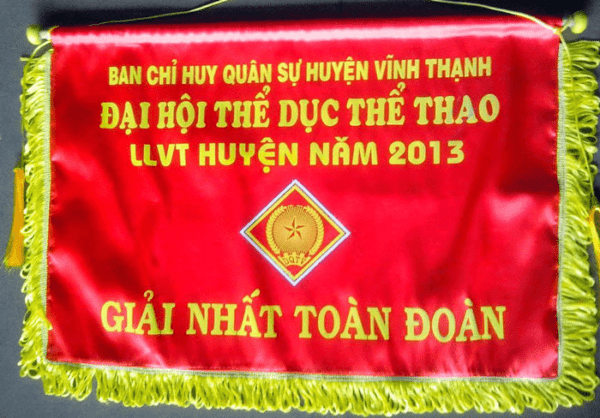 BAN CHỈ HUY QUÂN SỰ HUYỆN VĨNH THẠNH
ĐẠI HỘI THỂ DỤC THỂ THAO
LLVT HUYỆN NĂM 2013
DQTV
GIẢI NHẤT TOÀN ĐOÀN